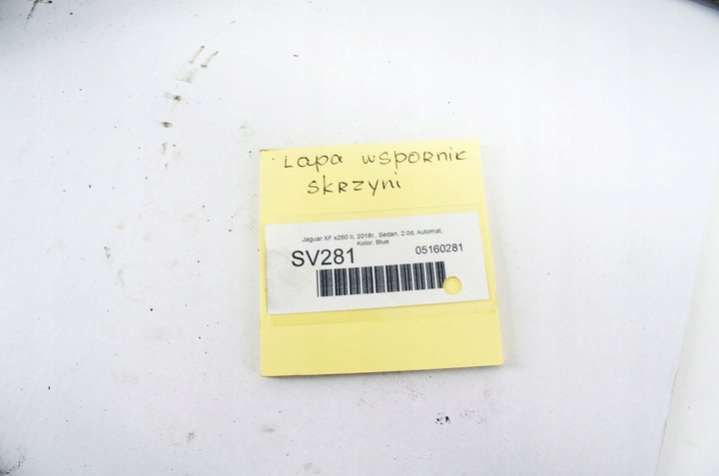 Lapa wspornik
skrzyni
Jaguar XF x260 II, 2018r., Sedan, 2.0d, Automat,
Kolor: Blue
SV281
05160281